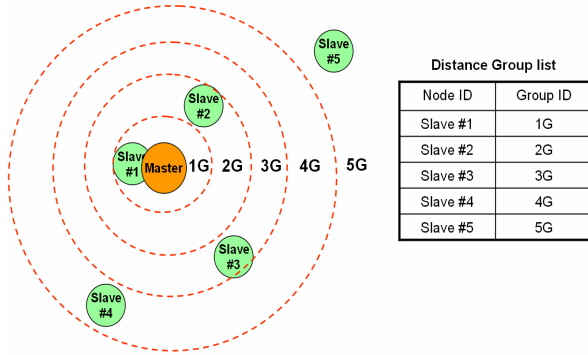 Slave
#5
Slave
#2
Slave
#1
Master
1G 2G 3G 4G 5G
Slave
#3
Slave
#4
Distance Group list
Node ID Group ID
Slave #1 1G
Slave #2 2G
Slave #3 3G
Slave #4 4G
Slave #5 5G